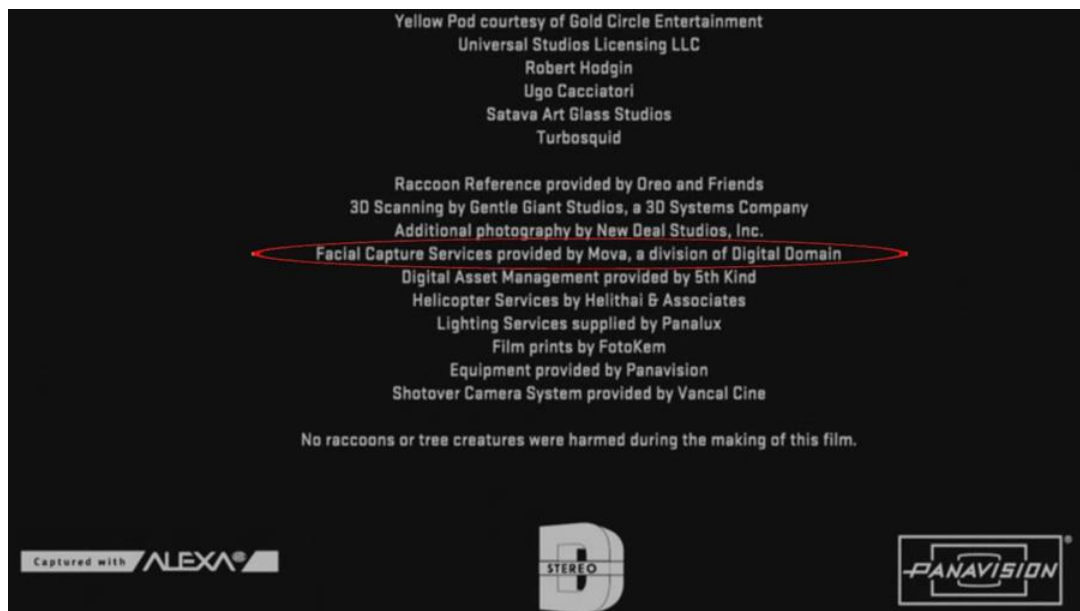 Yellow Pod courtesy of Gold Circle Entertainment
Universal Studios Licensing LLC
Robert Hodgin
Ugo Cacciatori
Satava Art Glass Studios
Turbosquid
Raccoon Reference provided by Oreo and Friends
3D Scanning by Gentle Giant Studios, a 3D Systems Company
Additional photography by New Deal Studios, Inc.
Facial Capture Services provided by Mova, a division of Digital Domain
Digital Asset Management provided by 5th Kind
Helicopter Services by Helithai & Associates
Lighting Services supplied by Panalux
Film prints by FotoKem
Equipment provided by Panavision
Shotover Camera System provided by Vancal Cine
No raccoons or tree creatures were harmed during the making of this film.
Captured with ALEXA
D STEREO
PANAVISION®